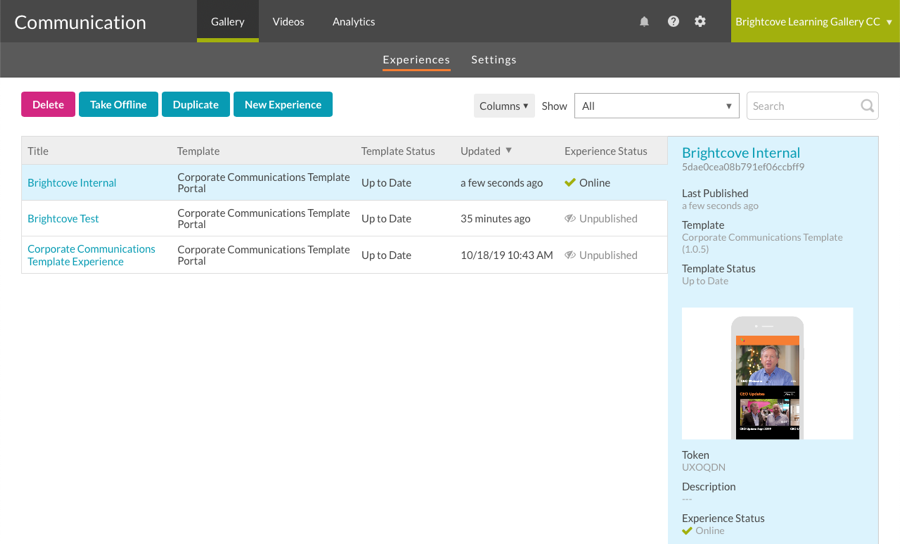 Communication
Gallery
Videos
Analytics
Brightcove Learning Gallery CC
Experiences
Settings
Delete
Take Offline
Duplicate
New Experience
Columns
Show
All
Search
Title
Template
Template Status
Updated
Experience Status
Brightcove Internal
Corporate Communications Template
Portal
Up to Date
a few seconds ago
Online
Brightcove Test
Corporate Communications Template
Portal
Up to Date
35 minutes ago
Unpublished
Corporate Communications
Template Experience
Corporate Communications Template
Portal
Up to Date
10/18/19 10:43 AM
Unpublished
Brightcove Internal
5dae0cea08b791ef06ccbff9
Last Published
a few seconds ago
Template
Corporate Communications Template
(1.0.5)
Template Status
Up to Date
CEO Updates
Token
UXOQDN
Description
---
Experience Status
Online